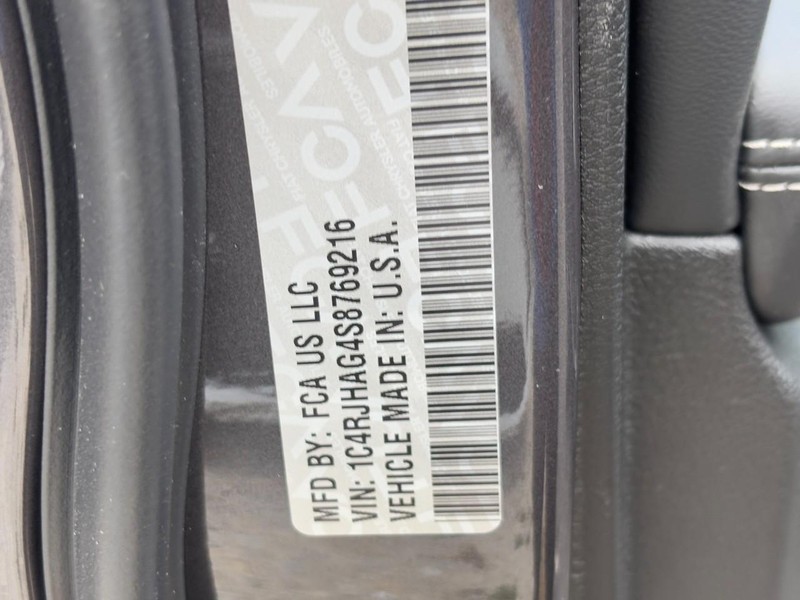 MFD BY: FCA US LLC
VIN: 1C4RJHAG4S8769216
VEHICLE MADE IN: U.S.A.